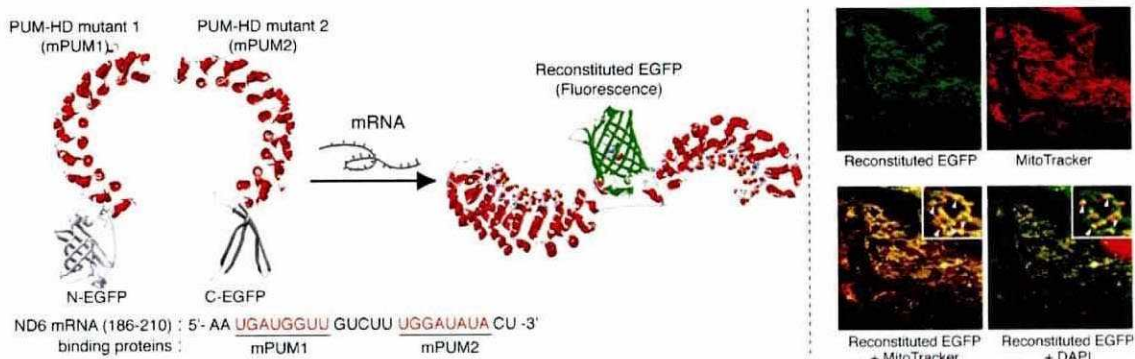 PUM-HD mutant 1
(mPUM1)
PUM-HD mutant 2
(mPUM2)
N-EGFP
C-EGFP
mRNA
Reconstituted EGFP
(Fluorescence)
ND6 mRNA (186-210) : 5'- AA UGAUGGUU GUCUU UGGAUAUA CU -3'
binding proteins : mPUM1 mPUM2
Reconstituted EGFP
MitoTracker
Reconstituted EGFP
+ MitoTracker
Reconstituted EGFP
+ DAPI